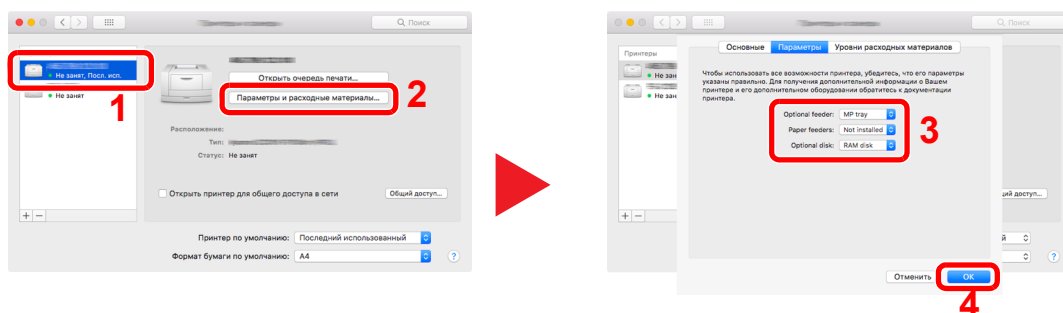 Поиск
Не занят, Посл. исп.
Не занят
1
Открыть очередь печати...
Параметры и расходные материалы...
2
Расположение:
Тип:
Статус: Не занят
Открыть принтер для общего доступа в сети
Общий доступ...
+ −
Принтер по умолчанию: Последний использованный
Формат бумаги по умолчанию: A4
?
Поиск
Принтеры
Не зан
Не зан
Основные Параметры Уровни расходных материалов
Чтобы использовать все возможности принтера, убедитесь, что его параметры
указаны правильно. Для получения дополнительной информации о Вашем
принтере и его дополнительном оборудовании обратитесь к документации
принтера.
Optional feeder: MP tray
Paper feeders: Not installed
Optional disk: RAM disk
3
ий доступ...
+ −
й
?
Отменить OK
4